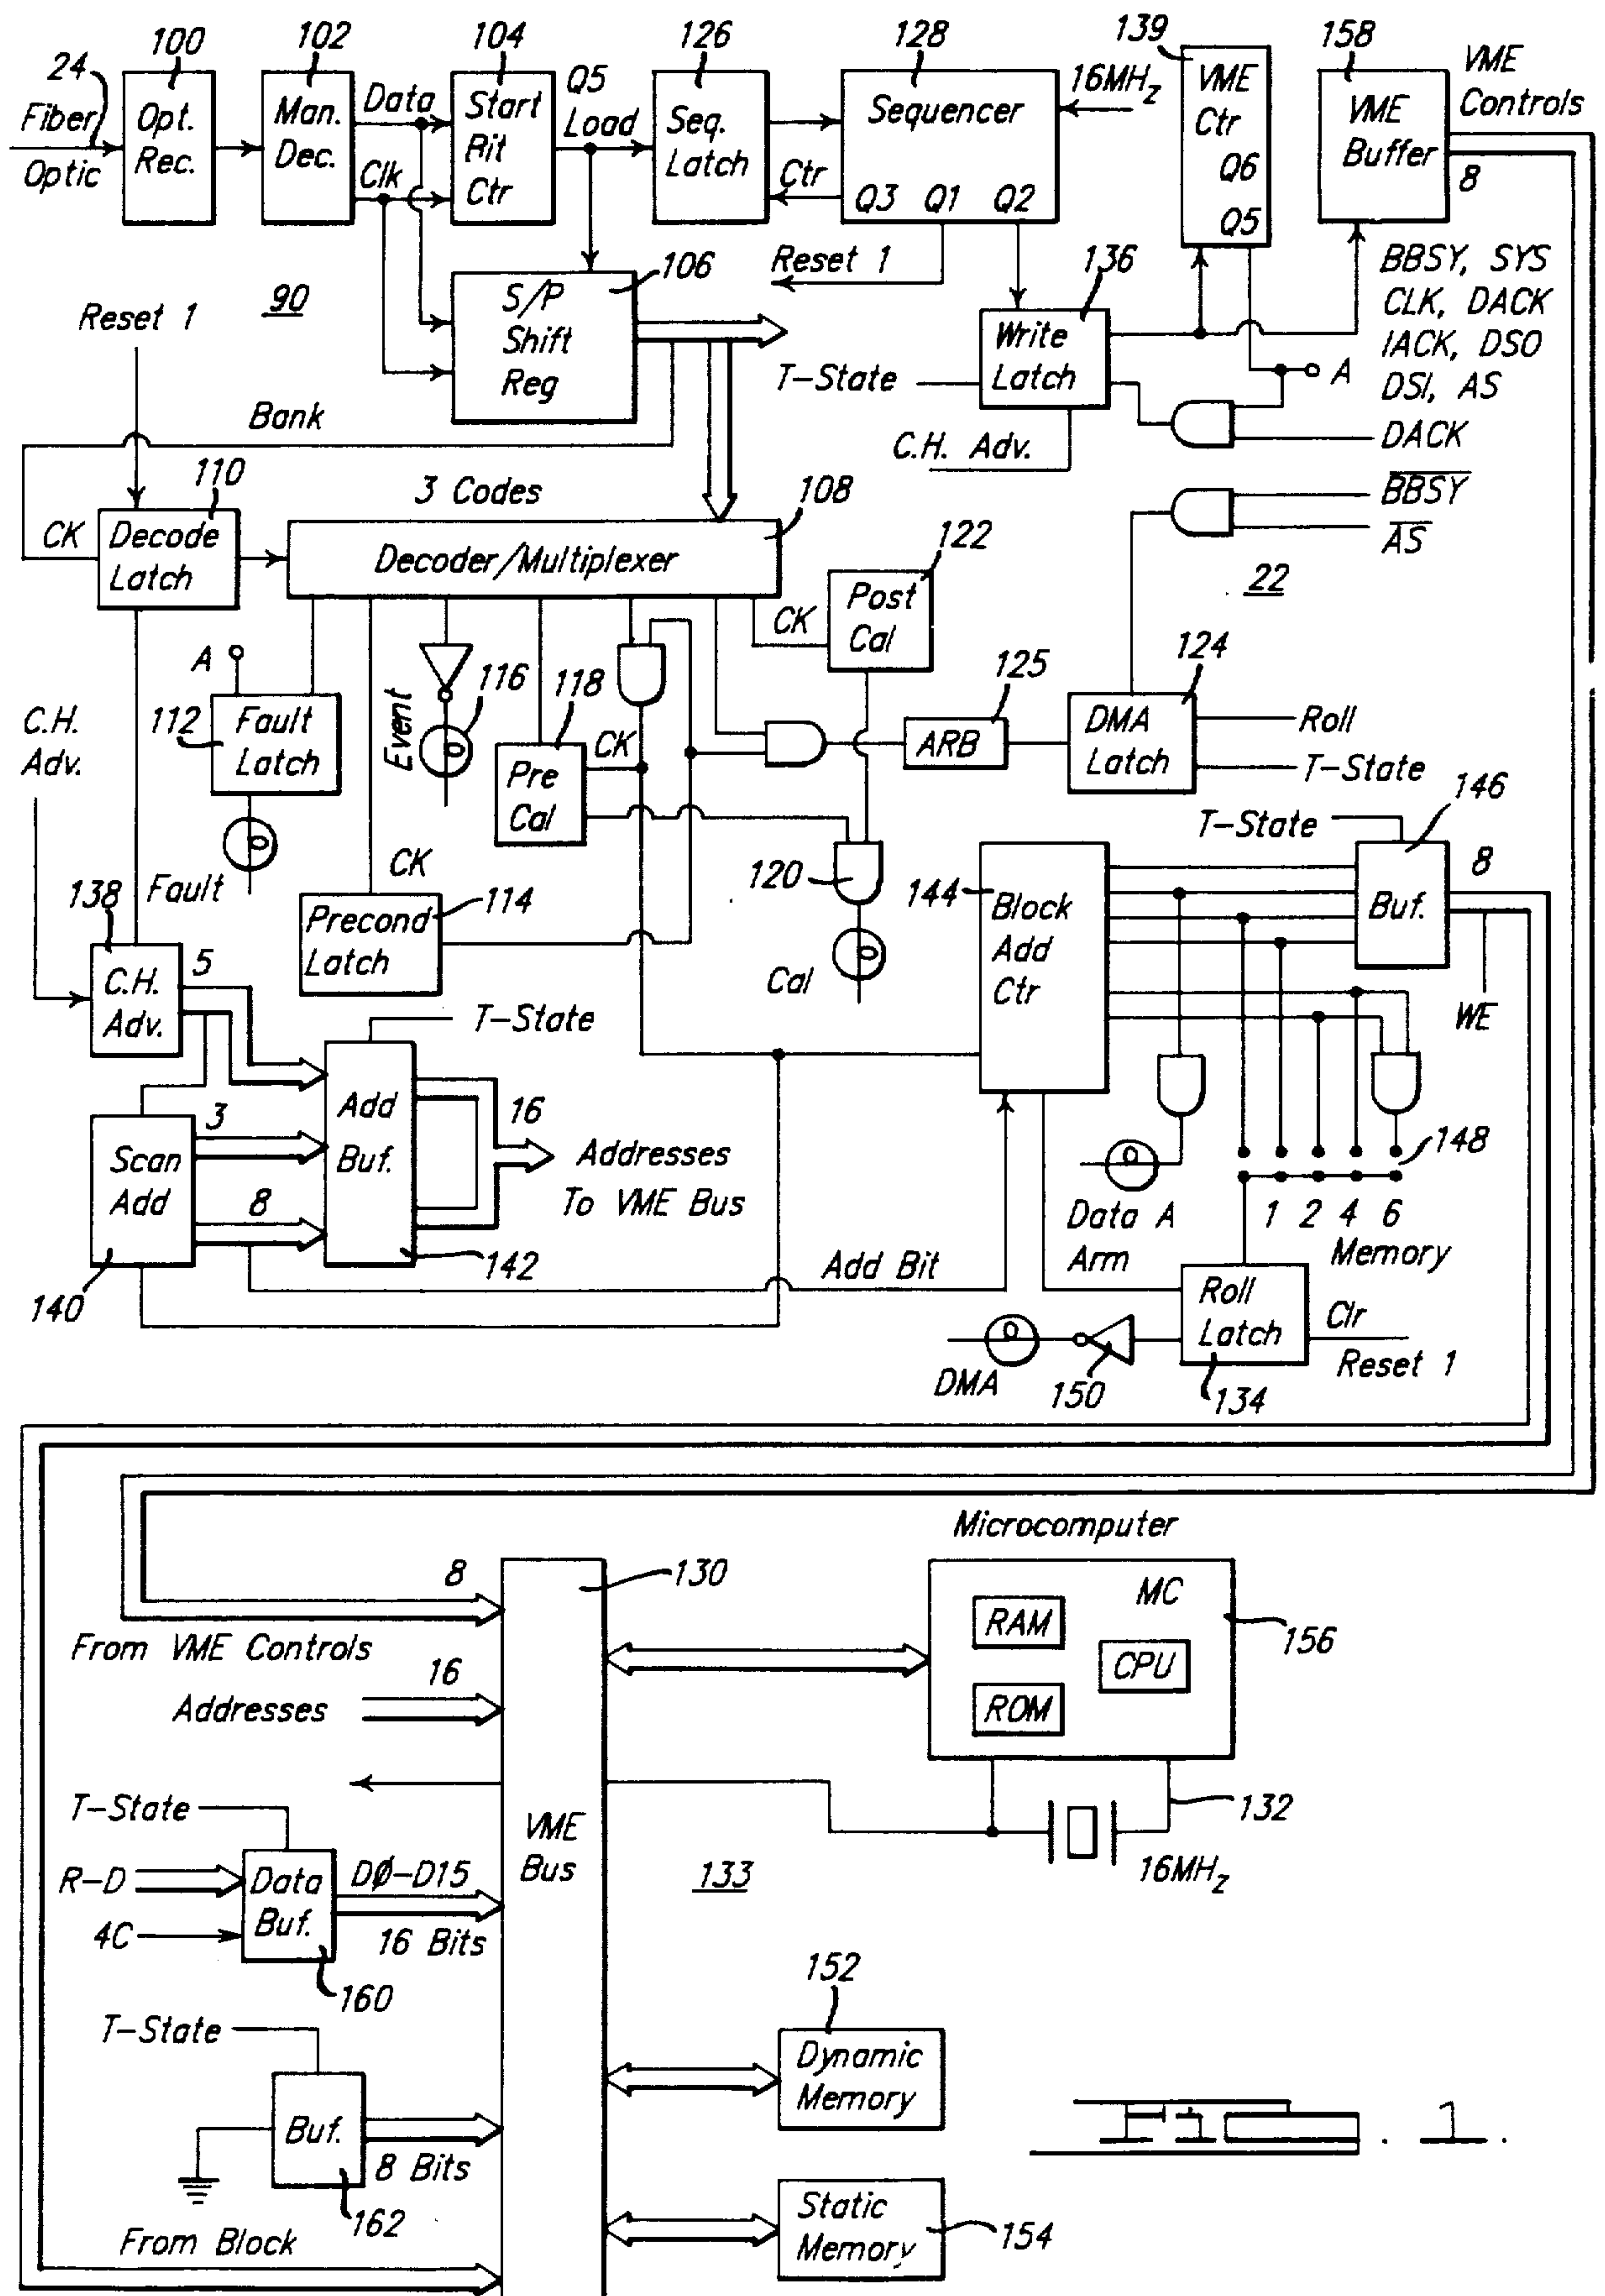 100
102
104
126
128
139
158
VME
Controls
24
Fiber
Optic
Opt.
Rec.
Man.
Dec.
Data
Clk
Start
Bit
Ctr
Q5
Load
Seq.
Latch
Ctr
Sequencer
Q3 Q1 Q2
16MHz
VME
Ctr
Q6
Q5
VME
Buffer
8
Reset 1
90
S/P
Shift
Reg
106
Reset 1
136
Write
Latch
T-State
C.H. Adv.
BBSY, SYS
CLK, DACK
IACK, DSO
DSI, AS
A
DACK
BBSY
AS
22
Bank
110
3 Codes
108
CK
Decode
Latch
Decoder/Multiplexer
122
CK
Post
Cal
A
C.H.
Adv.
112
Fault
Latch
Event
116
118
Pre
Cal
CK
125
ARB
124
DMA
Latch
Roll
T-State
146
T-State
8
Fault
138
CK
Precond
Latch
114
120
Cal
144
Block
Add
Ctr
Buf.
WE
C.H.
Adv.
5
T-State
3
Scan
Add
8
140
Add
Buf.
16
142
Addresses
To VME Bus
Add Bit
Data A
Arm
148
1 2 4 6
Memory
Roll
Latch
Clr
Reset 1
DMA
150
134
Microcomputer
8
130
MC
RAM
CPU
ROM
156
From VME Controls
16
Addresses
T-State
VME
Bus
132
133
16MHz
R-D
4C
Data
Buf.
DØ-D15
16 Bits
160
152
T-State
Dynamic
Memory
Buf.
8 Bits
162
Static
Memory
154
From Block